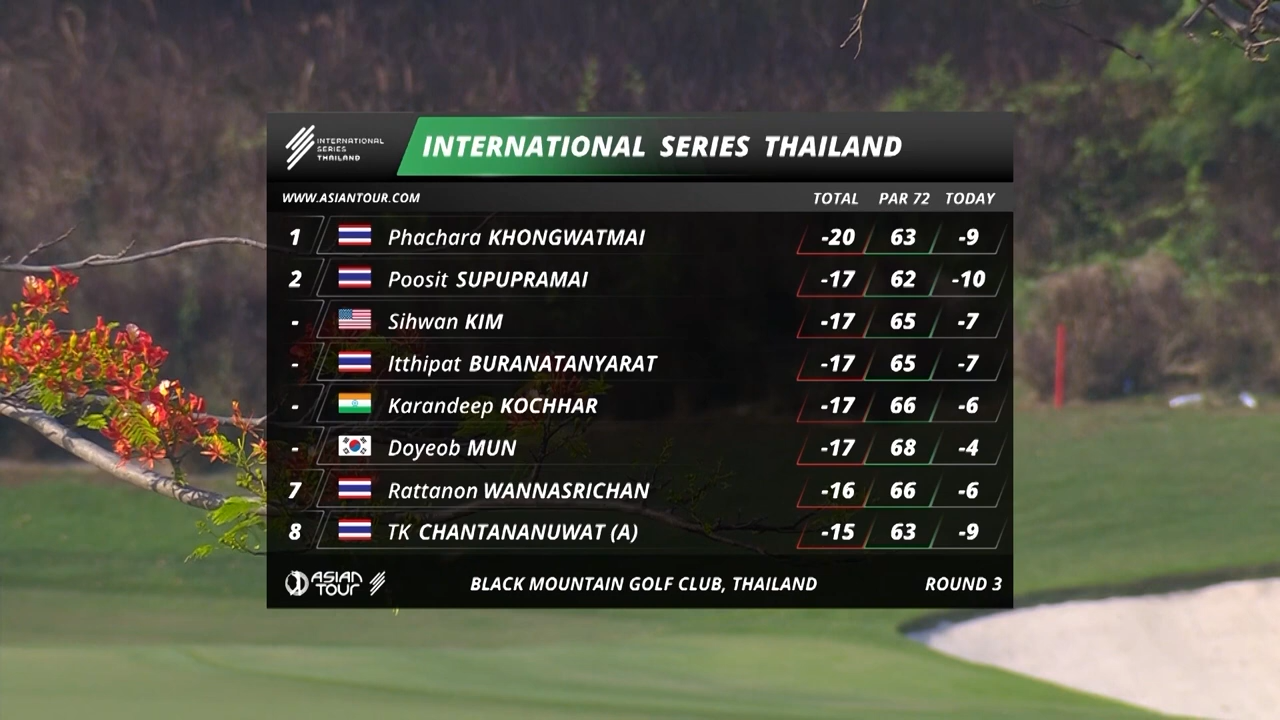 INTERNATIONAL
SERIES
THAILAND
INTERNATIONAL SERIES THAILAND
WWW.ASIANTOUR.COM TOTAL PAR 72 TODAY
1 Phachara KHONGWATMAI -20 63 -9
2 Poosit SUPUPRAMAI -17 62 -10
- Sihwan KIM -17 65 -7
- Itthipat BURANATANYARAT -17 65 -7
- Karandeep KOCHHAR -17 66 -6
- Doyeob MUN -17 68 -4
7 Rattanon WANNASRICHAN -16 66 -6
8 TK CHANTANANUWAT (A) -15 63 -9
ASIAN
TOUR
BLACK MOUNTAIN GOLF CLUB, THAILAND ROUND 3